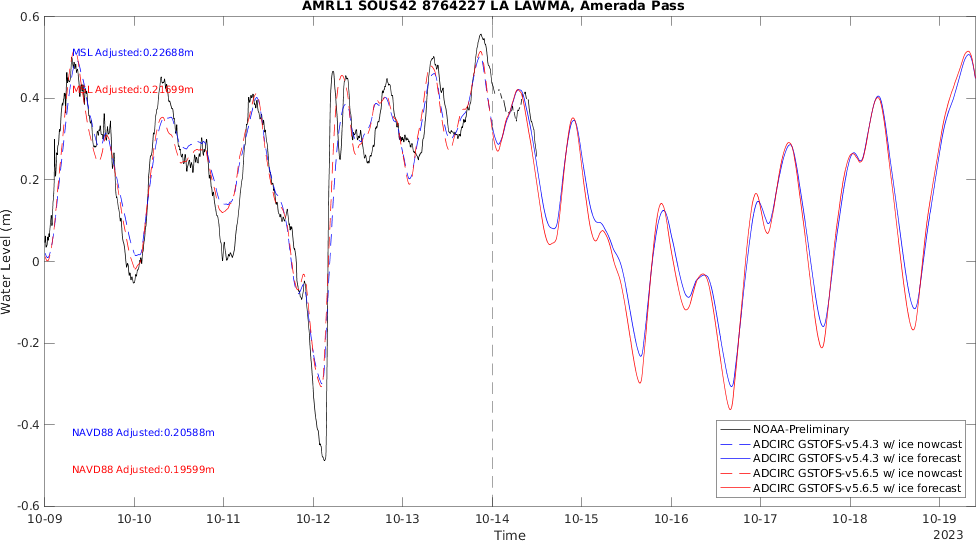 AMRL1 SOUS42 8764227 LA LAWMA, Amerada Pass
0.6
0.4
0.2
0
-0.2
-0.4
-0.6
Water Level (m)
MSL Adjusted:0.22688m
MSL Adjusted:0.21699m
NAVD88 Adjusted:0.20588m
NAVD88 Adjusted:0.19599m
NOAA-Preliminary
ADCIRC GSTOFS-v5.4.3 w/ ice nowcast
ADCIRC GSTOFS-v5.4.3 w/ ice forecast
ADCIRC GSTOFS-v5.6.5 w/ ice nowcast
ADCIRC GSTOFS-v5.6.5 w/ ice forecast
10-09 10-10 10-11 10-12 10-13 10-14 10-15 10-16 10-17 10-18 10-19
Time
2023